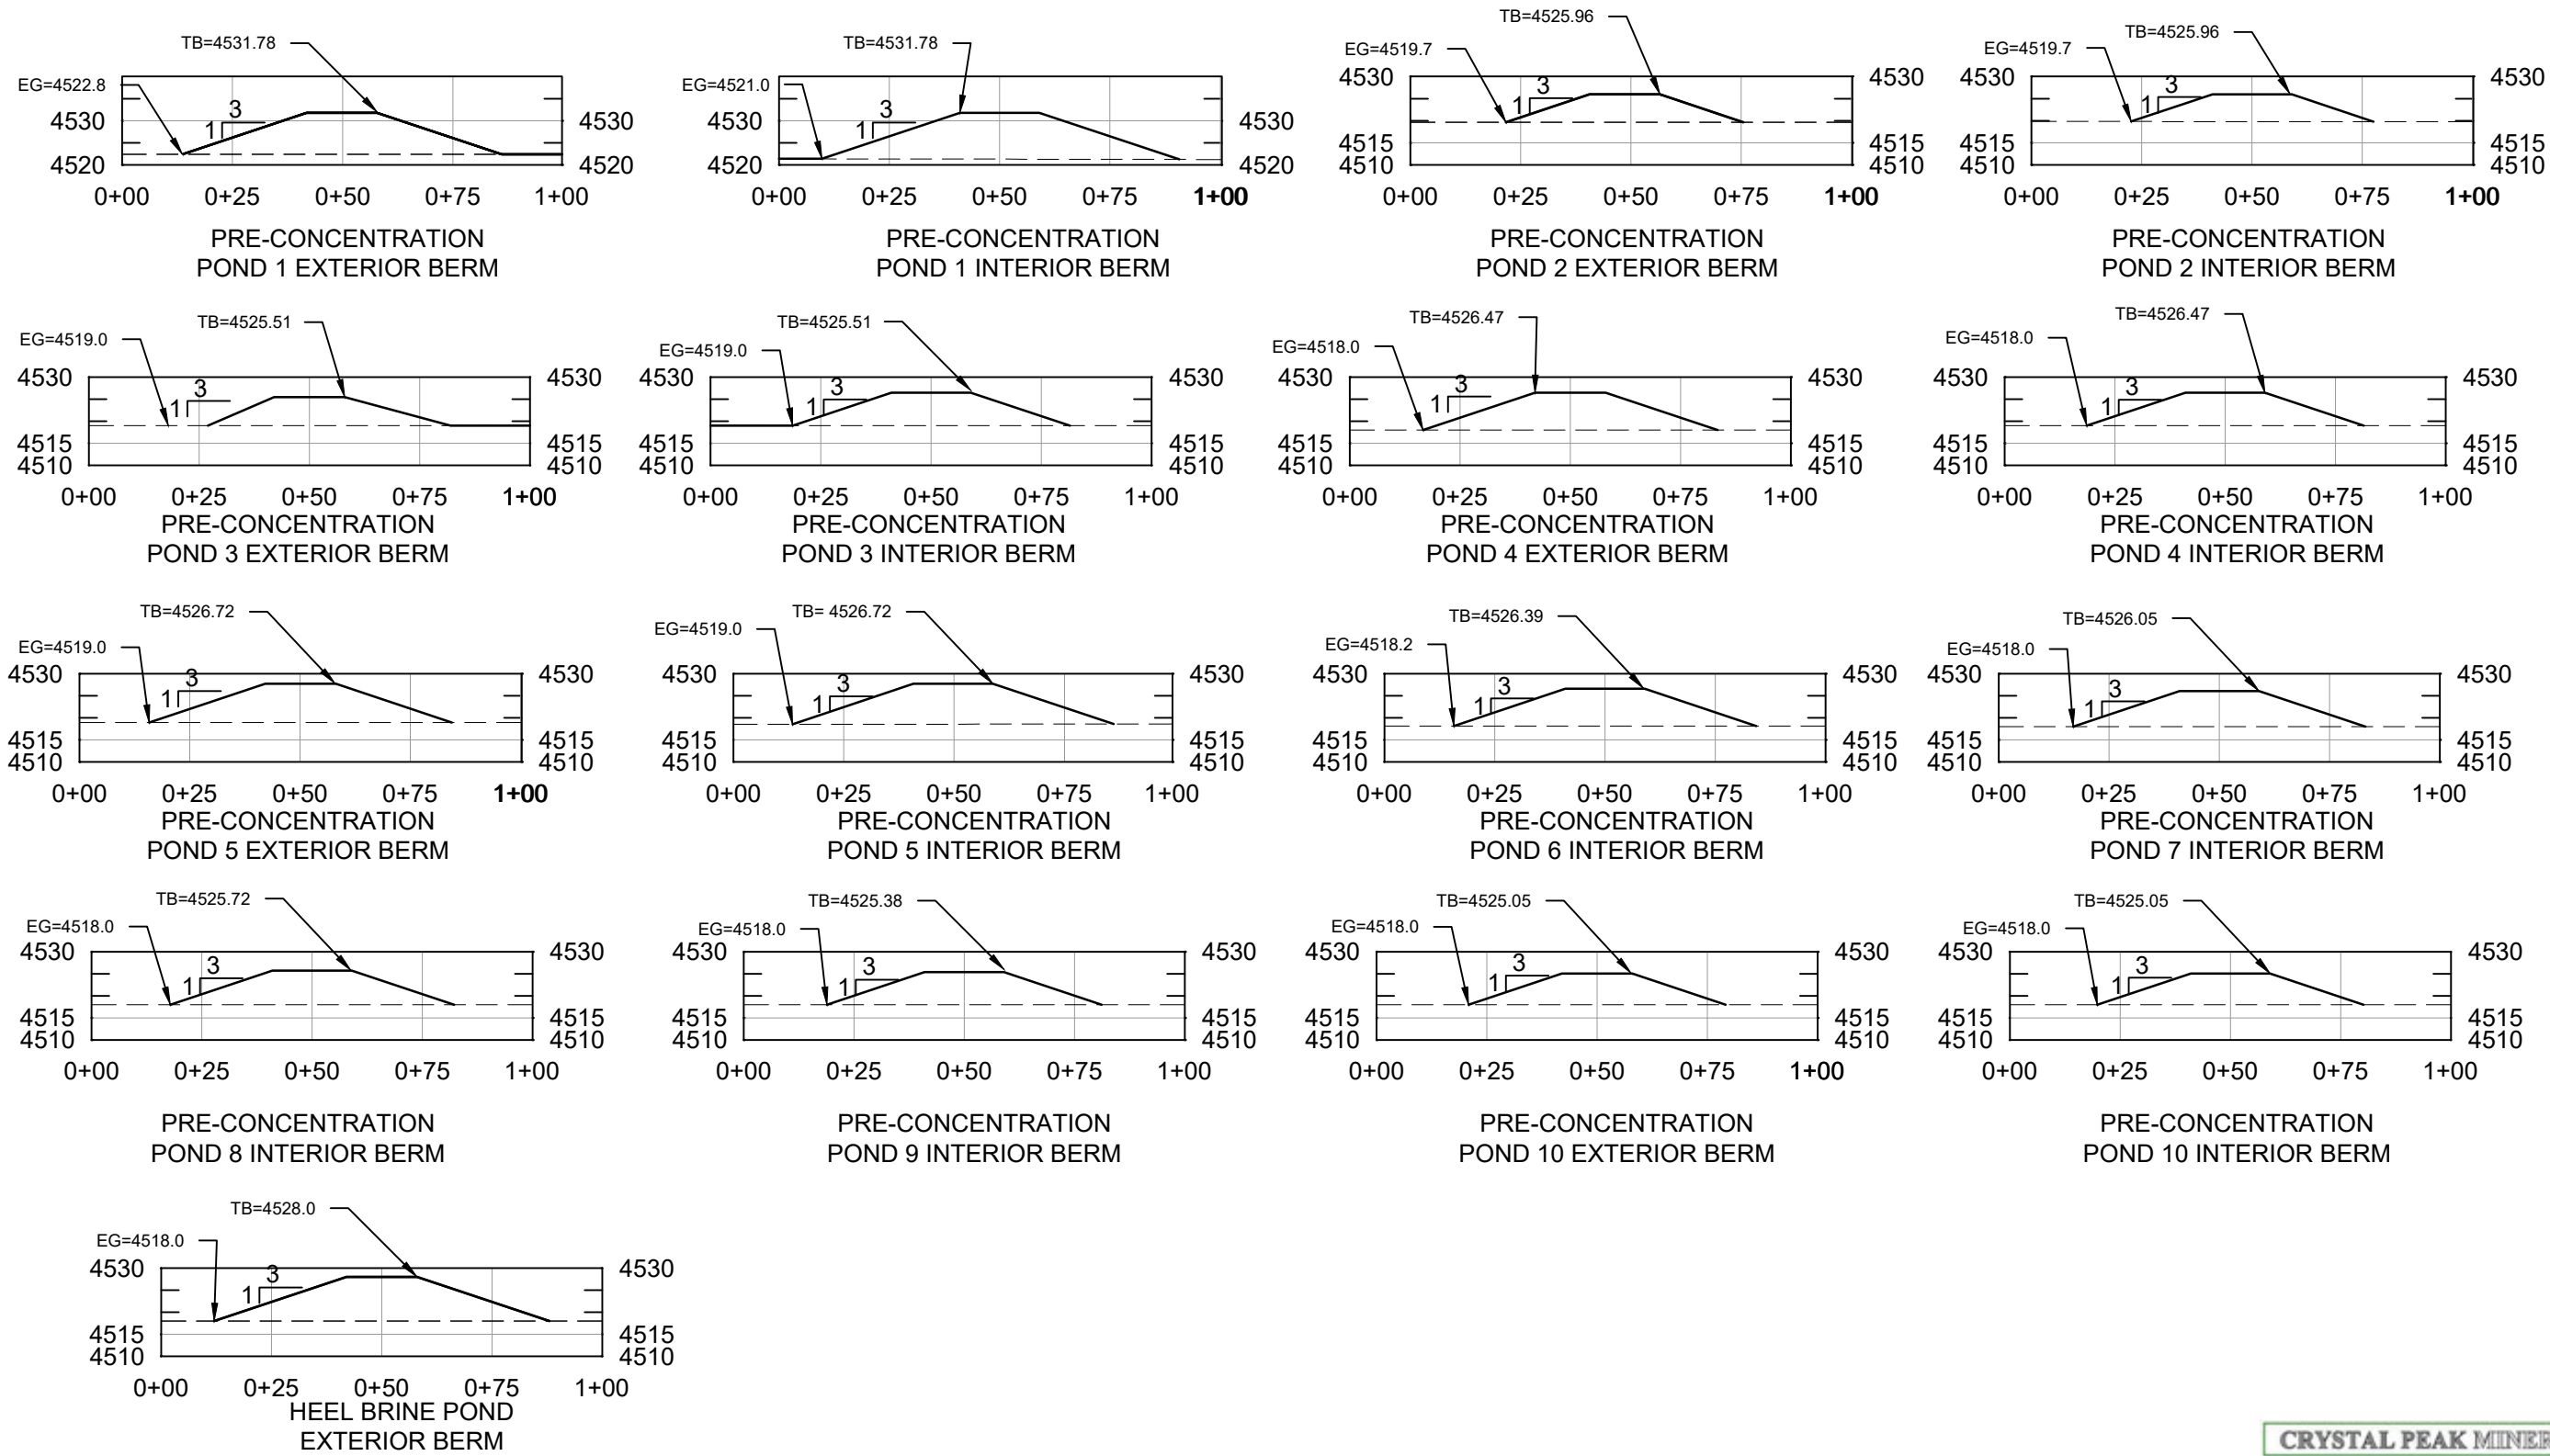 TB=4531.78
EG=4522.8
3
1
4530 4530
4520 4520
0+00 0+25 0+50 0+75 1+00
PRE-CONCENTRATION
POND 1 EXTERIOR BERM
TB=4531.78
EG=4521.0
3
1
4530 4530
4520 4520
0+00 0+25 0+50 0+75 1+00
PRE-CONCENTRATION
POND 1 INTERIOR BERM
TB=4525.96
EG=4519.7
4530 4530
3
1
4515 4515
4510 4510
0+00 0+25 0+50 0+75 1+00
PRE-CONCENTRATION
POND 2 EXTERIOR BERM
TB=4525.96
EG=4519.7
4530 4530
3
1
4515 4515
4510 4510
0+00 0+25 0+50 0+75 1+00
PRE-CONCENTRATION
POND 2 INTERIOR BERM
TB=4525.51
EG=4519.0
4530 4530
3
1
4515 4515
4510 4510
0+00 0+25 0+50 0+75 1+00
PRE-CONCENTRATION
POND 3 EXTERIOR BERM
TB=4525.51
EG=4519.0
4530 4530
3
1
4515 4515
4510 4510
0+00 0+25 0+50 0+75 1+00
PRE-CONCENTRATION
POND 3 INTERIOR BERM
TB=4526.47
EG=4518.0
4530 4530
3
1
4515 4515
4510 4510
0+00 0+25 0+50 0+75 1+00
PRE-CONCENTRATION
POND 4 EXTERIOR BERM
TB=4526.47
EG=4518.0
4530 4530
3
1
4515 4515
4510 4510
0+00 0+25 0+50 0+75 1+00
PRE-CONCENTRATION
POND 4 INTERIOR BERM
TB=4526.72
EG=4519.0
4530 4530
3
1
4515 4515
4510 4510
0+00 0+25 0+50 0+75 1+00
PRE-CONCENTRATION
POND 5 EXTERIOR BERM
TB= 4526.72
EG=4519.0
4530 4530
3
1
4515 4515
4510 4510
0+00 0+25 0+50 0+75 1+00
PRE-CONCENTRATION
POND 5 INTERIOR BERM
TB=4526.39
EG=4518.2
4530 4530
3
1
4515 4515
4510 4510
0+00 0+25 0+50 0+75 1+00
PRE-CONCENTRATION
POND 6 INTERIOR BERM
TB=4526.05
EG=4518.0
4530 4530
3
1
4515 4515
4510 4510
0+00 0+25 0+50 0+75 1+00
PRE-CONCENTRATION
POND 7 INTERIOR BERM
TB=4525.72
EG=4518.0
4530 4530
3
1
4515 4515
4510 4510
0+00 0+25 0+50 0+75 1+00
PRE-CONCENTRATION
POND 8 INTERIOR BERM
TB=4525.38
EG=4518.0
4530 4530
3
1
4515 4515
4510 4510
0+00 0+25 0+50 0+75 1+00
PRE-CONCENTRATION
POND 9 INTERIOR BERM
TB=4525.05
EG=4518.0
4530 4530
3
1
4515 4515
4510 4510
0+00 0+25 0+50 0+75 1+00
PRE-CONCENTRATION
POND 10 EXTERIOR BERM
TB=4525.05
EG=4518.0
4530 4530
3
1
4515 4515
4510 4510
0+00 0+25 0+50 0+75 1+00
PRE-CONCENTRATION
POND 10 INTERIOR BERM
TB=4528.0
EG=4518.0
4530 4530
3
1
4515 4515
4510 4510
0+00 0+25 0+50 0+75 1+00
HEEL BRINE POND
EXTERIOR BERM
CRYSTAL PEAK